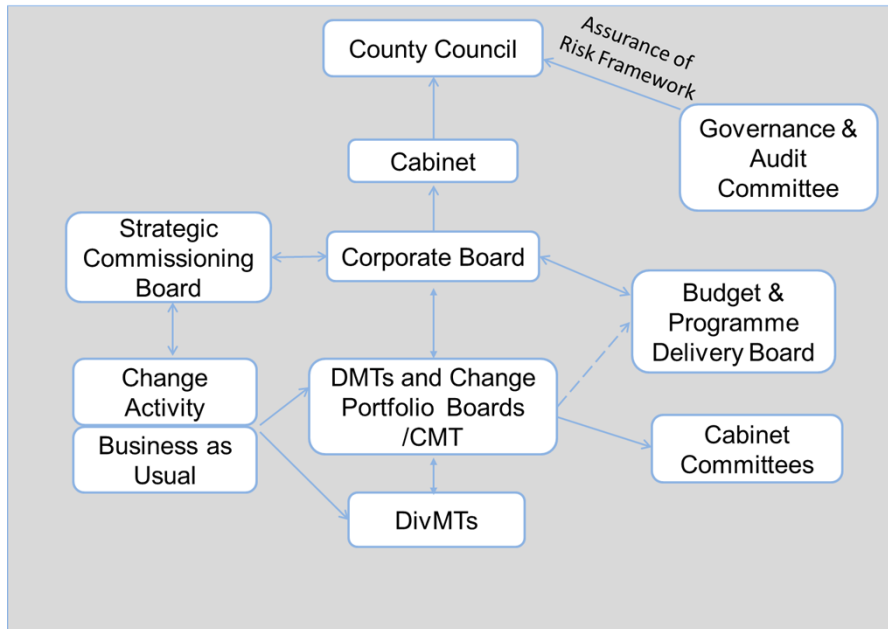 County Council
Assurance of
Risk Framework
Governance &
Audit
Committee
Cabinet
Strategic
Commissioning
Board
Corporate Board
Budget &
Programme
Delivery Board
Change
Activity
DMTs and Change
Portfolio Boards
/CMT
Business as
Usual
Cabinet
Committees
DivMTs